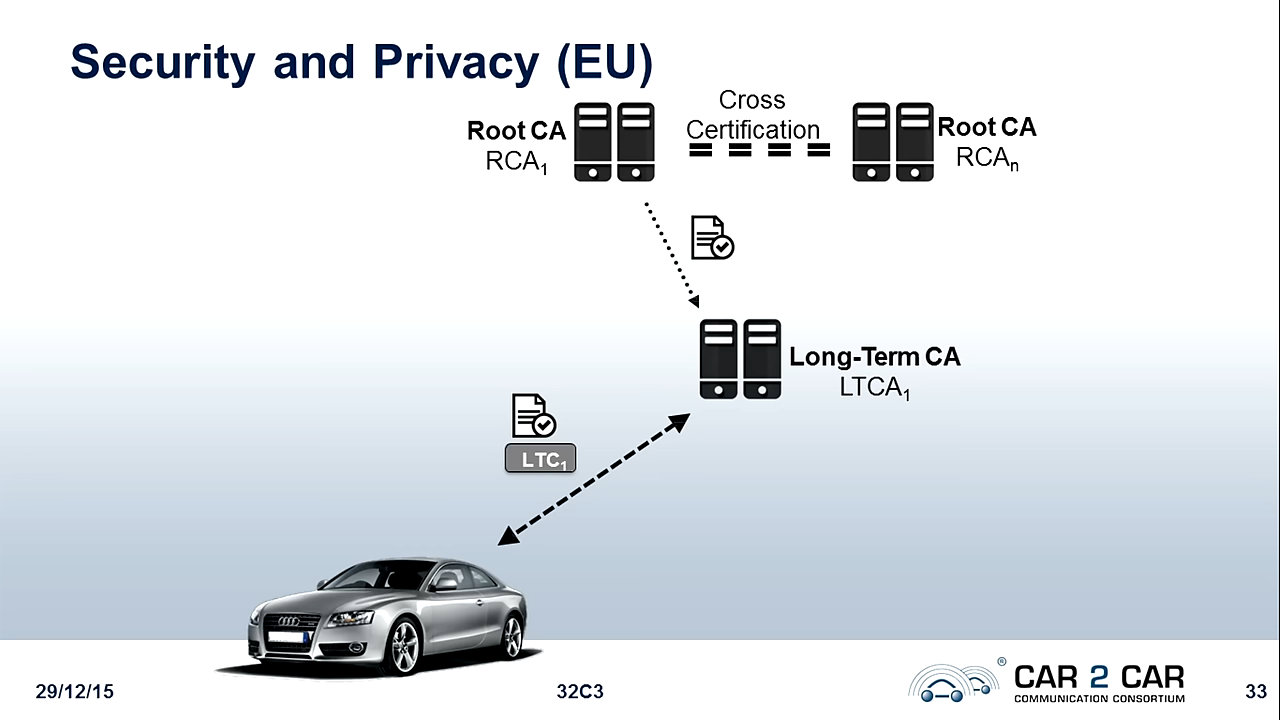 Security and Privacy (EU)
Cross
Certification
Root CA
RCA₁
Root CA
RCAₙ
Long-Term CA
LTCA₁
LTC₁
29/12/15
32C3
®
CAR 2 CAR
COMMUNICATION CONSORTIUM
33